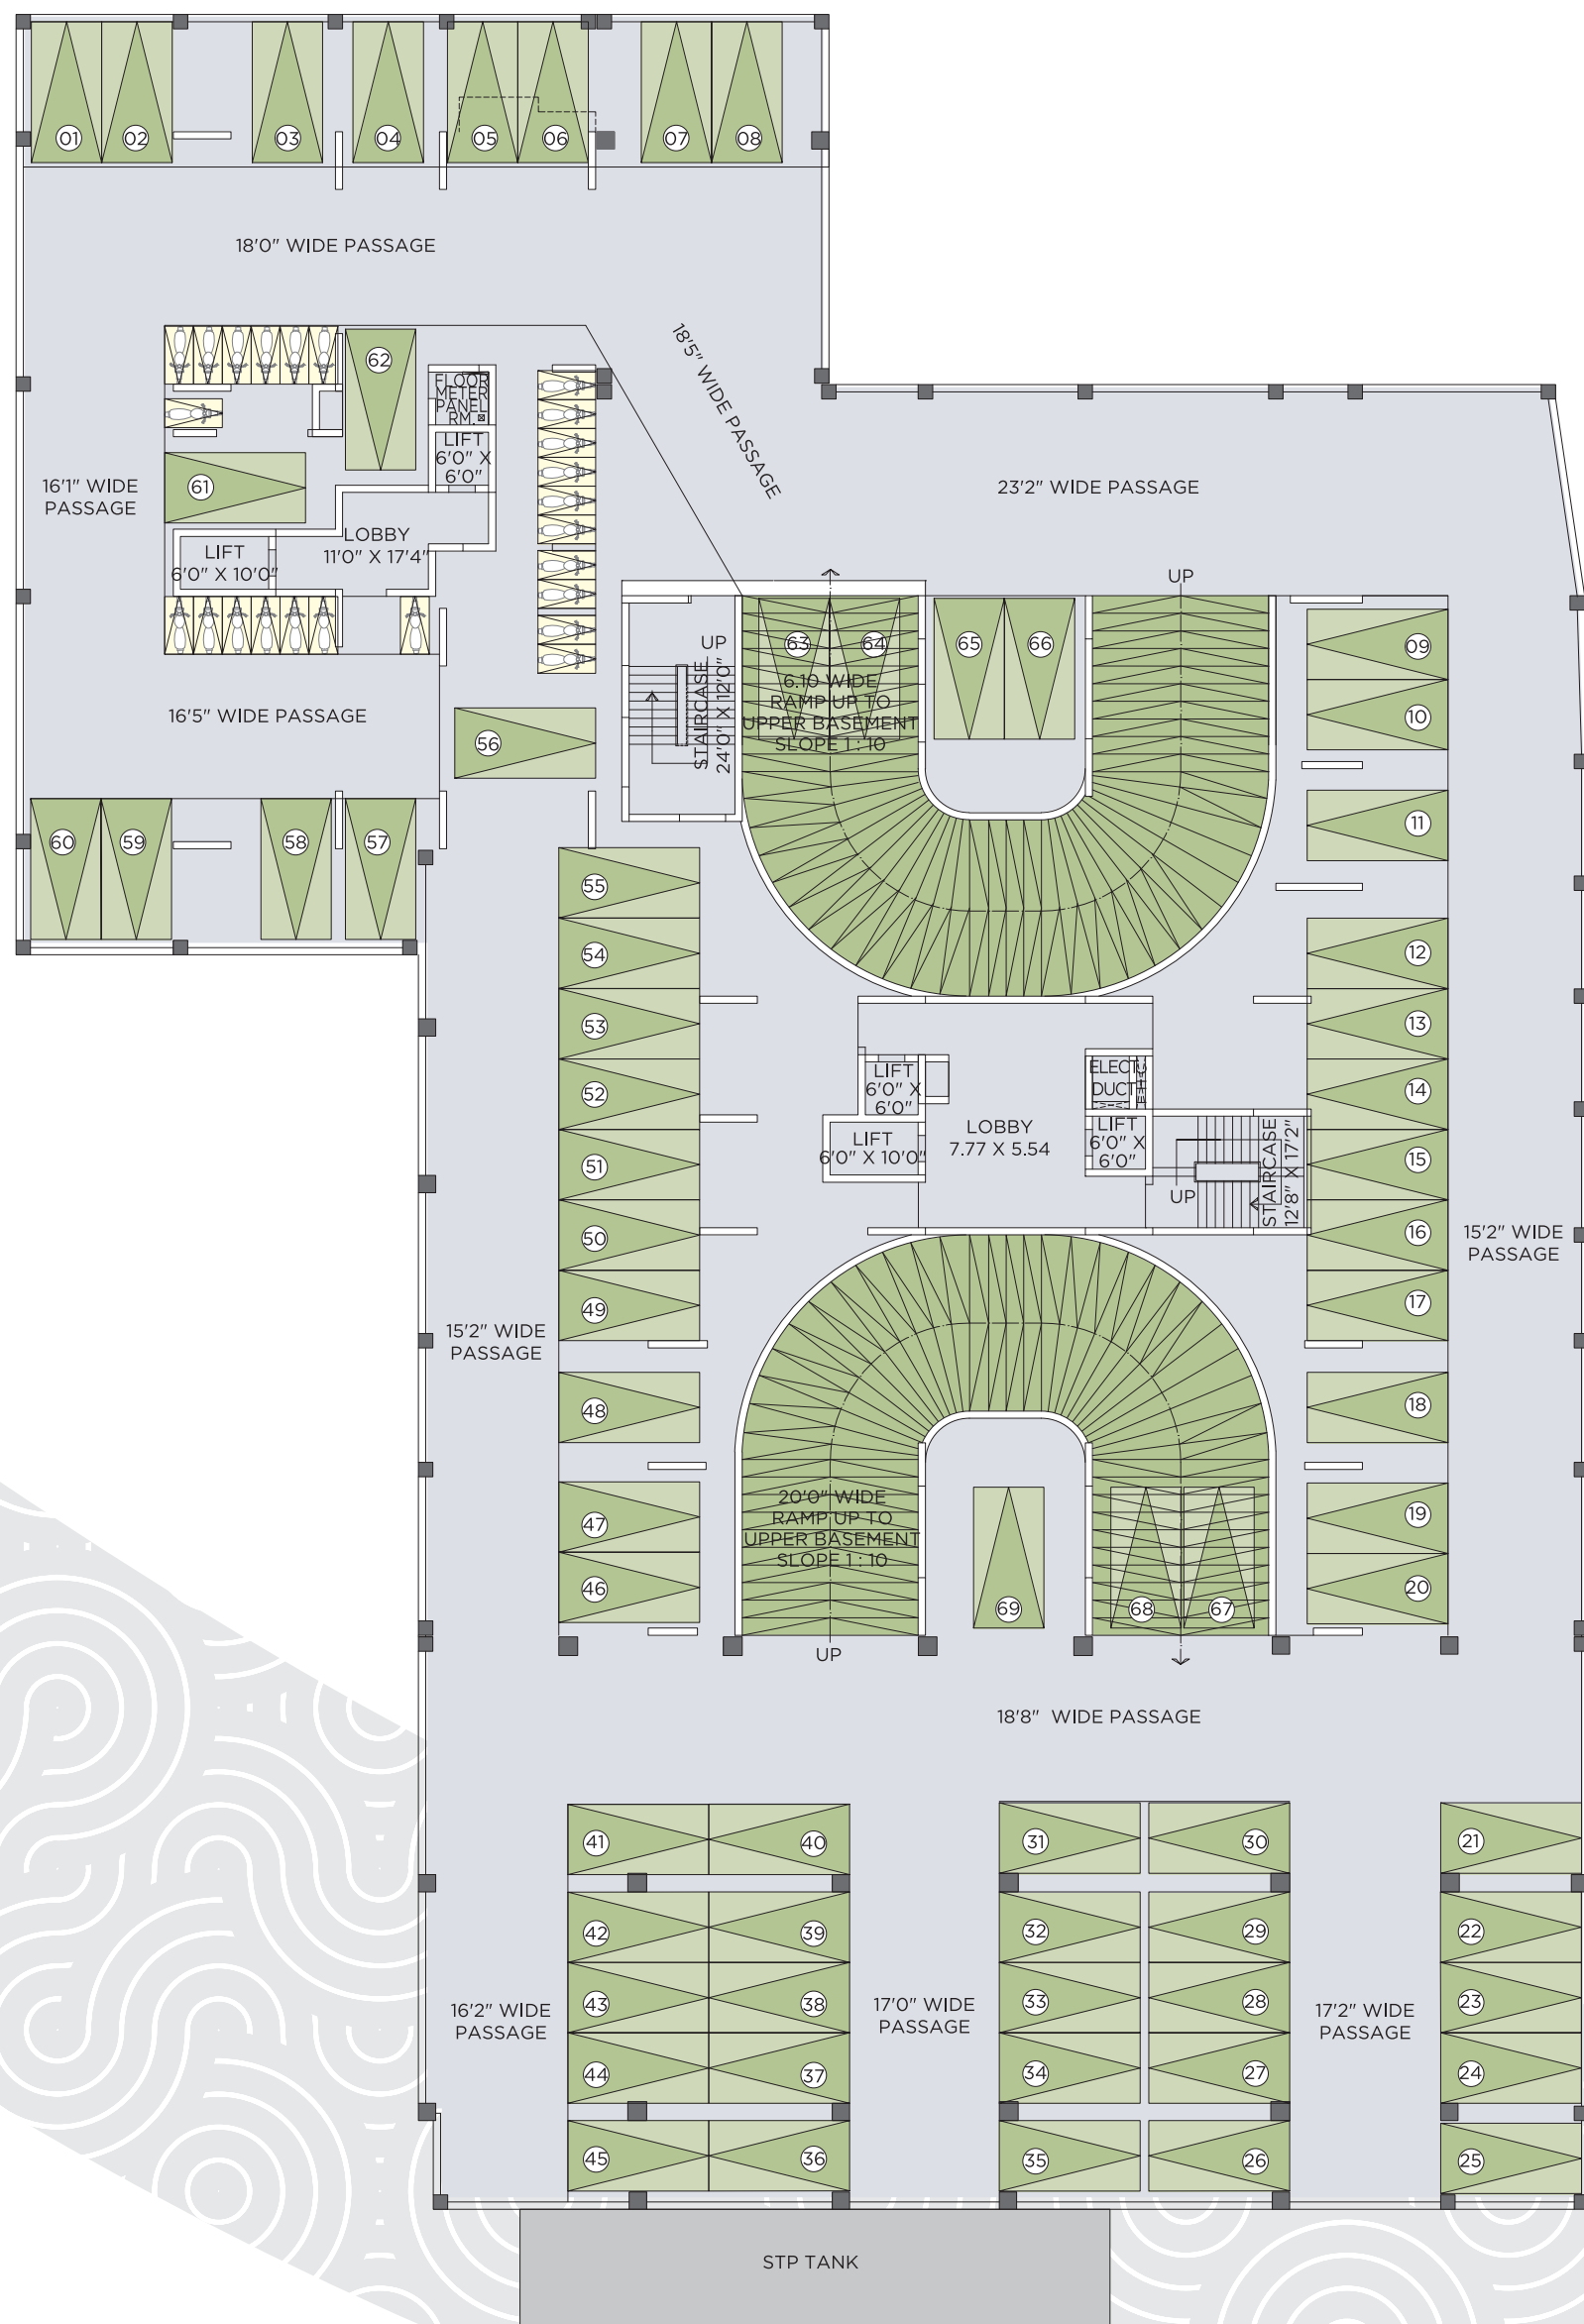 01
02
03
04
05
06
07
08
18'0" WIDE PASSAGE
18'5" WIDE PASSAGE
62
FLOOR
METER
PANEL
RM.
LIFT
6'0" X
6'0"
16'1" WIDE
PASSAGE
61
LOBBY
11'0" X 17'4"
LIFT
6'0" X 10'0"
23'2" WIDE PASSAGE
UP
UP
STAIRCASE
24'0" X 12'0"
63
64
65
66
6.10 WIDE
RAMP UP TO
UPPER BASEMENT
SLOPE 1 : 10
09
10
16'5" WIDE PASSAGE
56
11
60
59
58
57
55
54
53
52
51
50
49
12
13
14
15
16
17
LIFT
6'0" X
6'0"
ELECT.
DUCT
LOBBY
7.77 X 5.54
LIFT
6'0" X 10'0"
LIFT
6'0" X
6'0"
STAIRCASE
12'8" X 17'2"
UP
15'2" WIDE
PASSAGE
15'2" WIDE
PASSAGE
48
18
47
46
20'0" WIDE
RAMP UP TO
UPPER BASEMENT
SLOPE 1 : 10
19
20
69
68
67
UP
18'8" WIDE PASSAGE
41
40
31
30
21
42
39
32
29
22
43
38
33
28
23
16'2" WIDE
PASSAGE
17'0" WIDE
PASSAGE
17'2" WIDE
PASSAGE
44
37
34
27
24
45
36
35
26
25
STP TANK